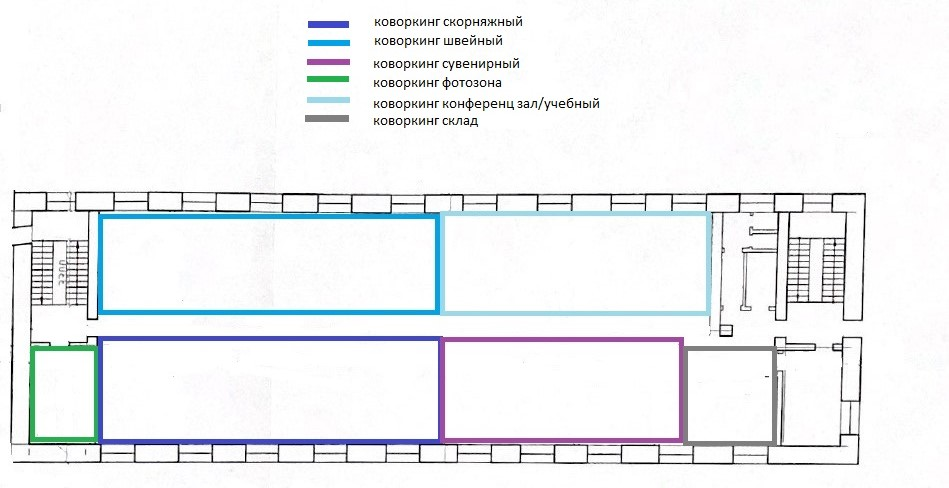 коворкинг скорняжный
коворкинг швейный
коворкинг сувенирный
коворкинг фотозона
коворкинг конференц зал/учебный
коворкинг склад